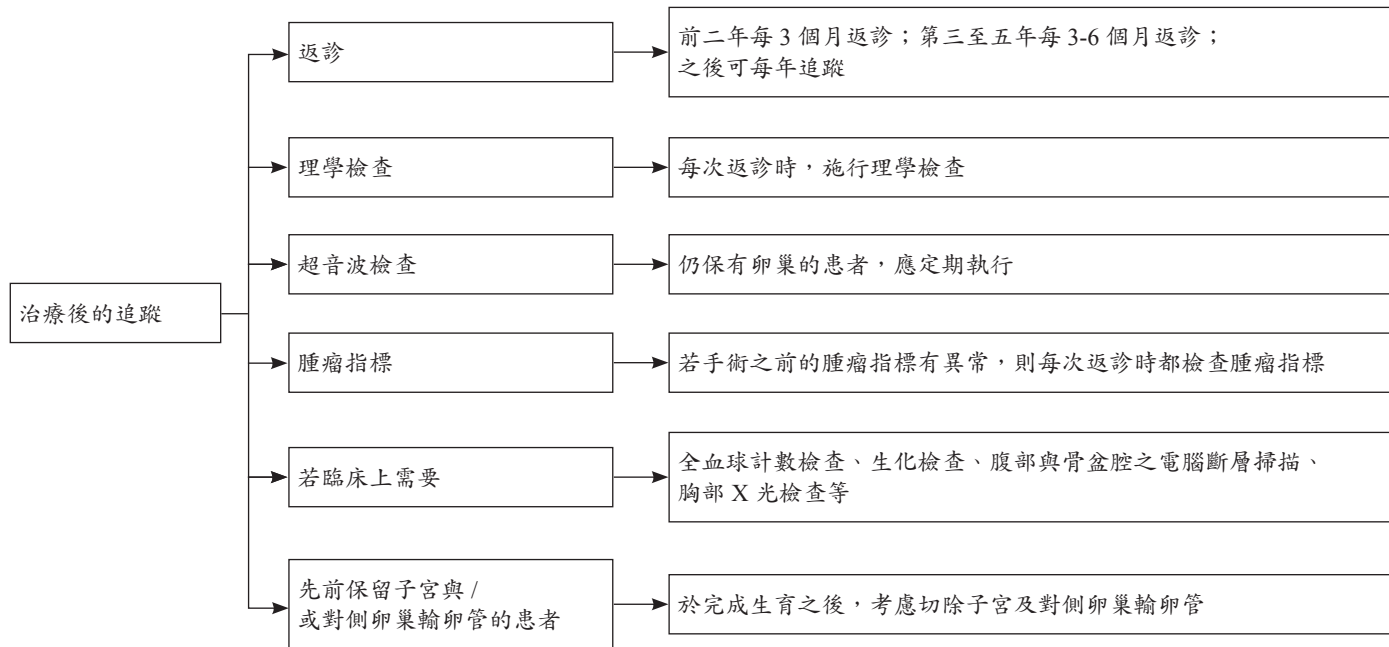 返診
前二年每 3 個月返診；第三至五年每 3-6 個月返診；
之後可每年追蹤
理學檢查
每次返診時，施行理學檢查
超音波檢查
仍保有卵巢的患者，應定期執行
治療後的追蹤
腫瘤指標
若手術之前的腫瘤指標有異常，則每次返診時都檢查腫瘤指標
若臨床上需要
全血球計數檢查、生化檢查、腹部與骨盆腔之電腦斷層掃描、
胸部 X 光檢查等
先前保留子宮與 /
或對側卵巢輸卵管的患者
於完成生育之後，考慮切除子宮及對側卵巢輸卵管